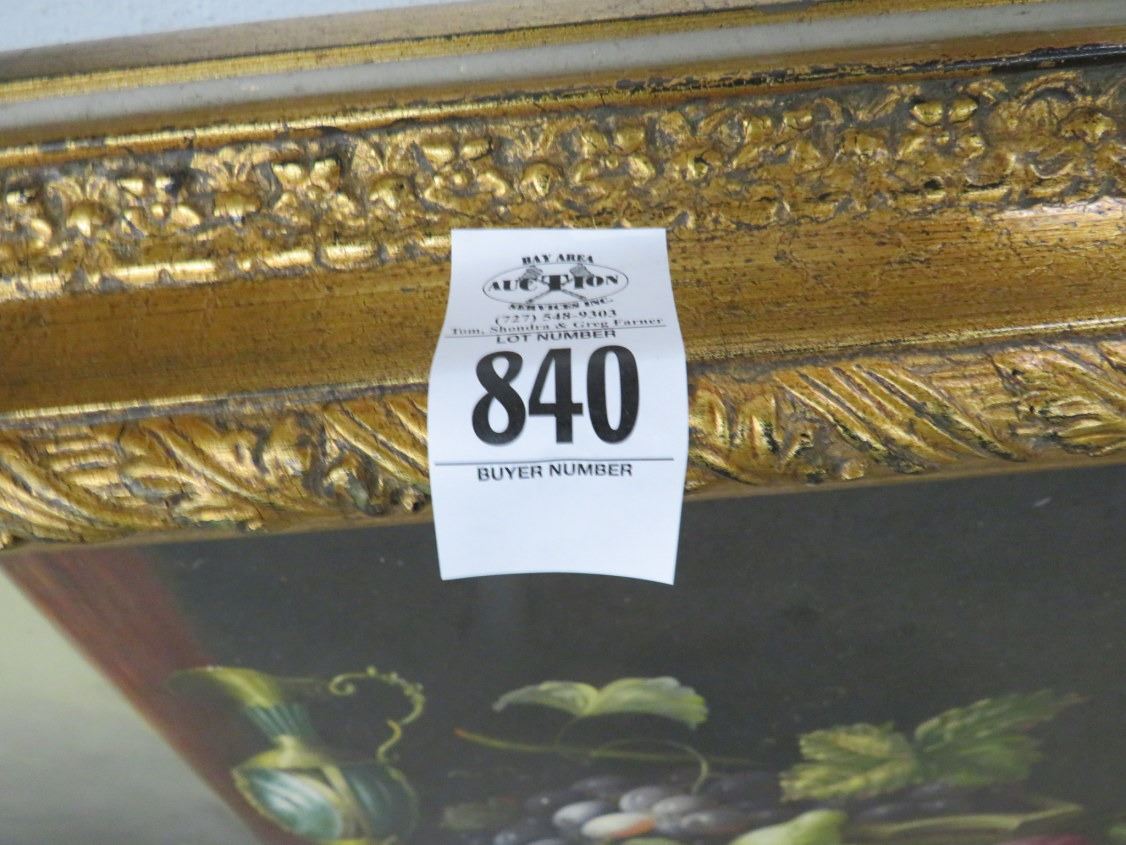 BAY AREA
AUCTION
SERVICES INC.
(727) 548-9303
Tom, Shondra & Greg Farner
LOT NUMBER
840
BUYER NUMBER